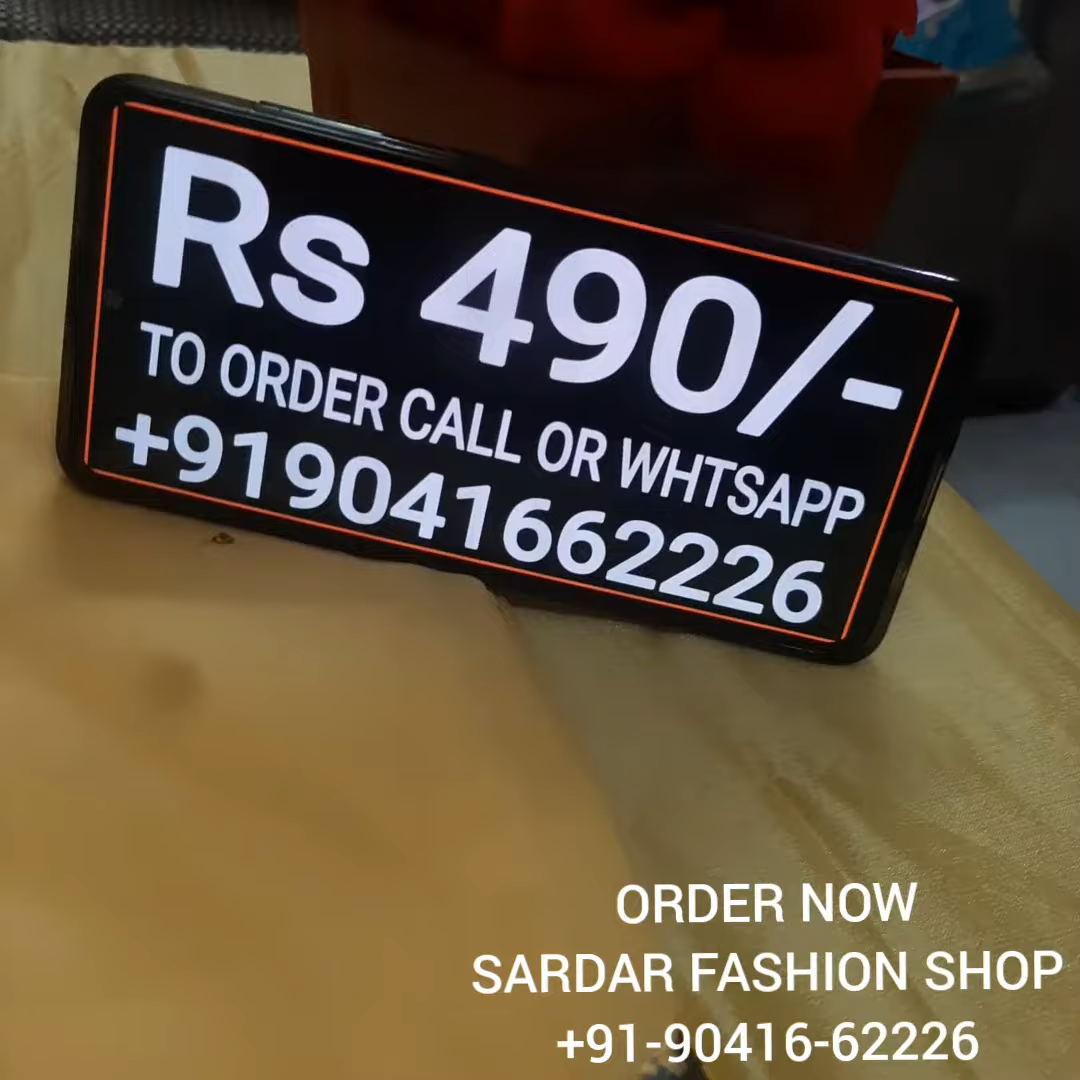 Rs 490/-
TO ORDER CALL OR WHTSAPP
+919041662226
ORDER NOW
SARDAR FASHION SHOP
+91-90416-62226